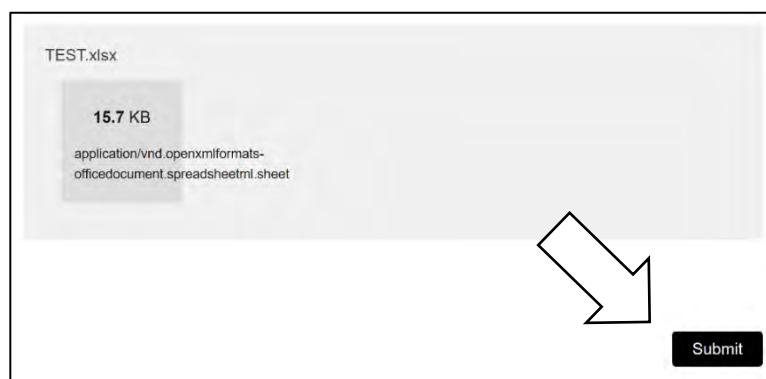 TEST.xlsx
15.7 KB
application/vnd.openxmlformats-
officedocument.spreadsheetml.sheet
Submit